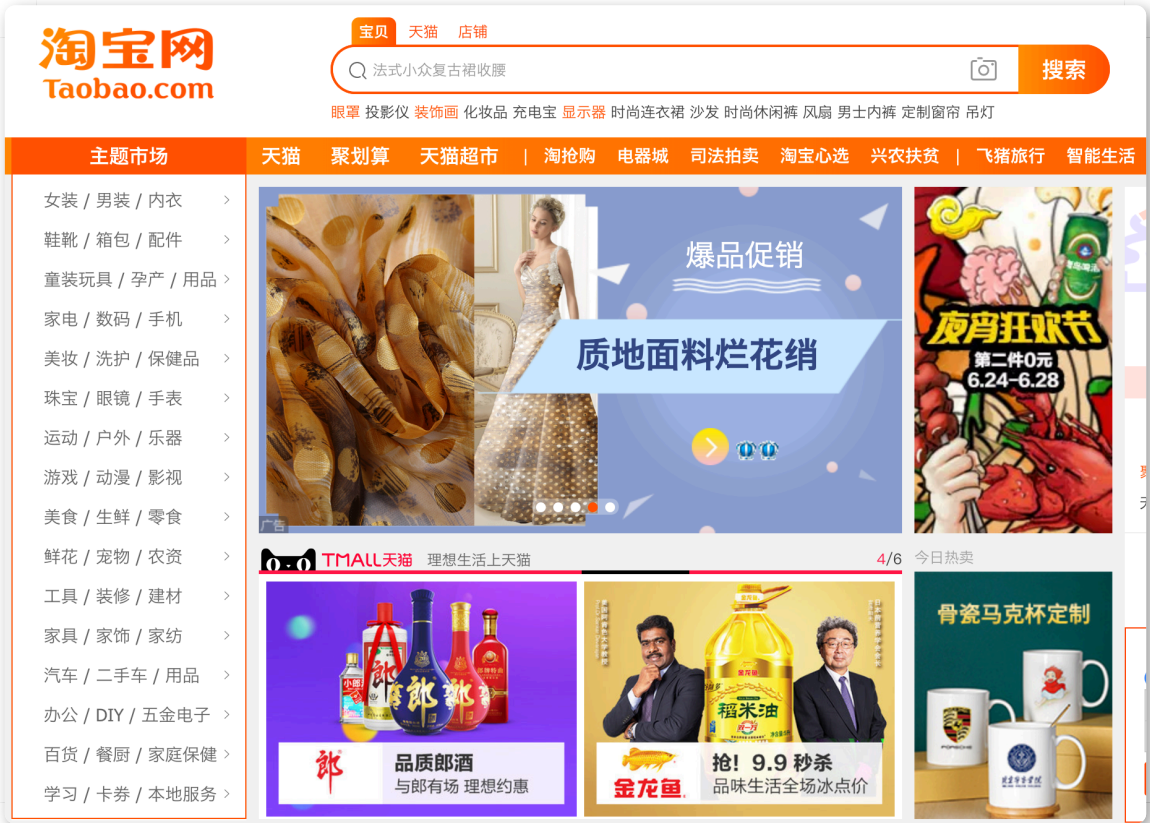 淘宝网
Taobao.com
宝贝 天猫 店铺
法式小众复古裙收腰
搜索
眼罩 投影仪 装饰画 化妆品 充电宝 显示器 时尚连衣裙 沙发 时尚休闲裤 风扇 男士内裤 定制窗帘 吊灯
主题市场
天猫 聚划算 天猫超市 | 淘抢购 电器城 司法拍卖 淘宝心选 兴农扶贫 | 飞猪旅行 智能生活
女装 / 男装 / 内衣
鞋靴 / 箱包 / 配件
童装玩具 / 孕产 / 用品
家电 / 数码 / 手机
美妆 / 洗护 / 保健品
珠宝 / 眼镜 / 手表
运动 / 户外 / 乐器
游戏 / 动漫 / 影视
美食 / 生鲜 / 零食
鲜花 / 宠物 / 农资
工具 / 装修 / 建材
家具 / 家饰 / 家纺
汽车 / 二手车 / 用品
办公 / DIY / 五金电子
百货 / 餐厨 / 家庭保健
学习 / 卡券 / 本地服务
爆品促销
质地面料烂花绡
广告
夜宵狂欢节
第二件0元
6.24–6.28
TMALL天猫 理想生活上天猫
4/6
今日热卖
郎
郎
郎
郎
品质郎酒
与郎有场 理想约惠
金龙鱼
金龙鱼
稻米油
金龙鱼
抢！9.9 秒杀
品味生活全场冰点价
骨瓷马克杯定制
PORSCHE